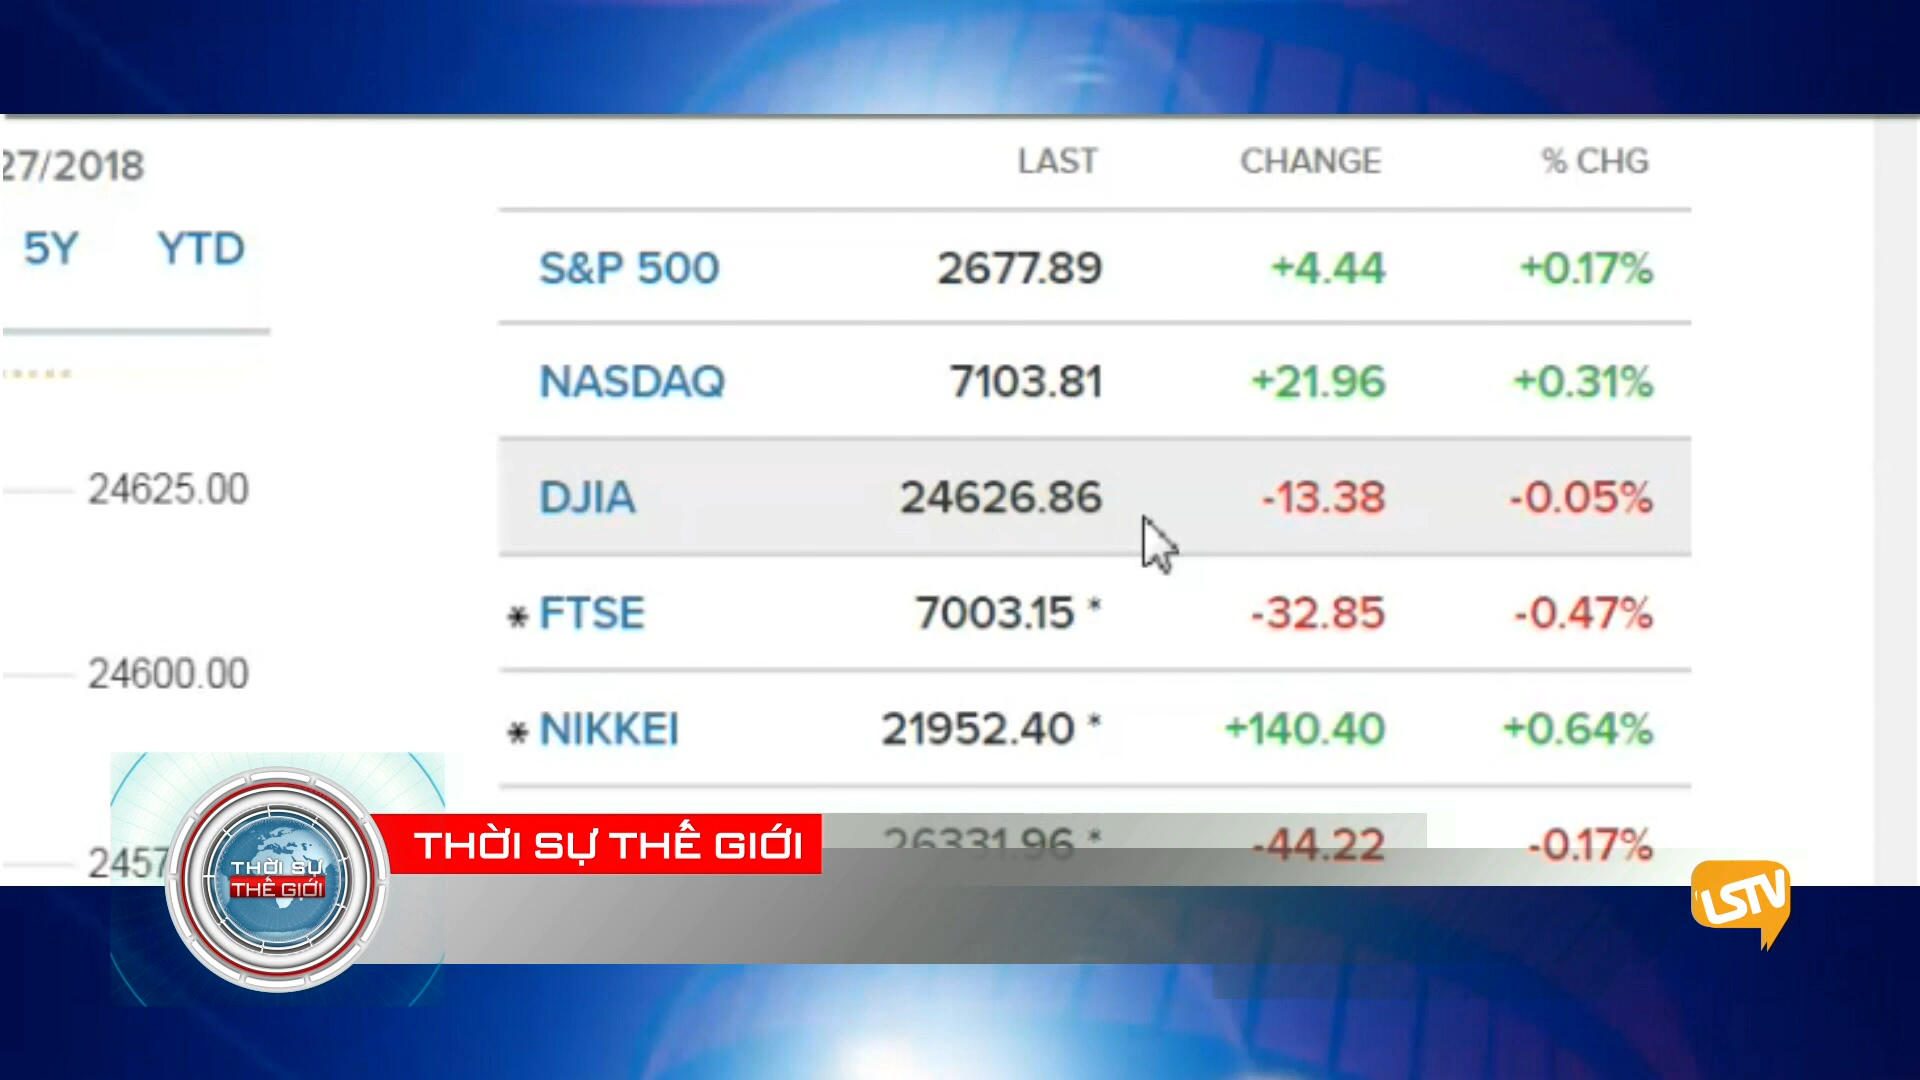 27/2018
LAST CHANGE % CHG
5Y YTD
S&P 500 2677.89 +4.44 +0.17%
NASDAQ 7103.81 +21.96 +0.31%
24625.00
DJIA 24626.86 -13.38 -0.05%
* FTSE 7003.15 * -32.85 -0.47%
24600.00
* NIKKEI 21952.40 * +140.40 +0.64%
26331.96 * -44.22 -0.17%
2457
THỜI SỰ THẾ GIỚI
THỜI SỰ
THẾ GIỚI
LSTV